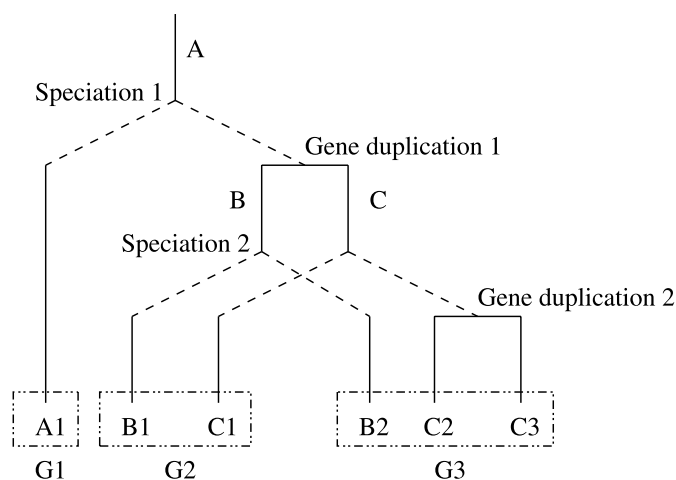 A
Speciation 1
Gene duplication 1
B
C
Speciation 2
Gene duplication 2
A1
B1
C1
B2
C2
C3
G1
G2
G3